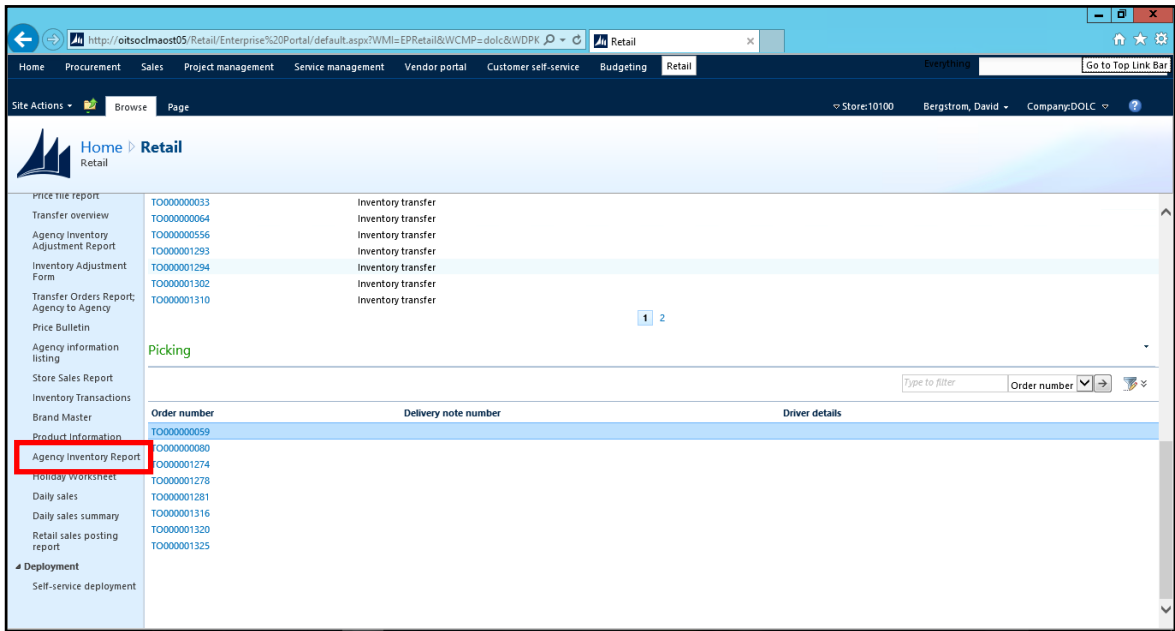 http://oitsoclmaost05/Retail/Enterprise%20Portal/default.aspx?WMI=EPRetail&WCMP=dolc&WDPK
Retail
Home Procurement Sales Project management Service management Vendor portal Customer self-service Budgeting Retail Everything Go to Top Link Bar
Site Actions Browse Page Store:10100 Bergstrom, David Company:DOLC ?
Home Retail
Retail
Price file report
Transfer overview
Agency Inventory
Adjustment Report
Inventory Adjustment
Form
Transfer Orders Report;
Agency to Agency
Price Bulletin
Agency information
listing
Store Sales Report
Inventory Transactions
Brand Master
Product Information
Agency Inventory Report
Holiday Worksheet
Daily sales
Daily sales summary
Retail sales posting
report
Deployment
Self-service deployment
TO000000033 Inventory transfer
TO000000064 Inventory transfer
TO000000556 Inventory transfer
TO000001293 Inventory transfer
TO000001294 Inventory transfer
TO000001302 Inventory transfer
TO000001310 Inventory transfer
1 2
Picking
Type to filter Order number
Order number Delivery note number Driver details
TO000000059
TO000000080
TO000001274
TO000001278
TO000001281
TO000001316
TO000001320
TO000001325